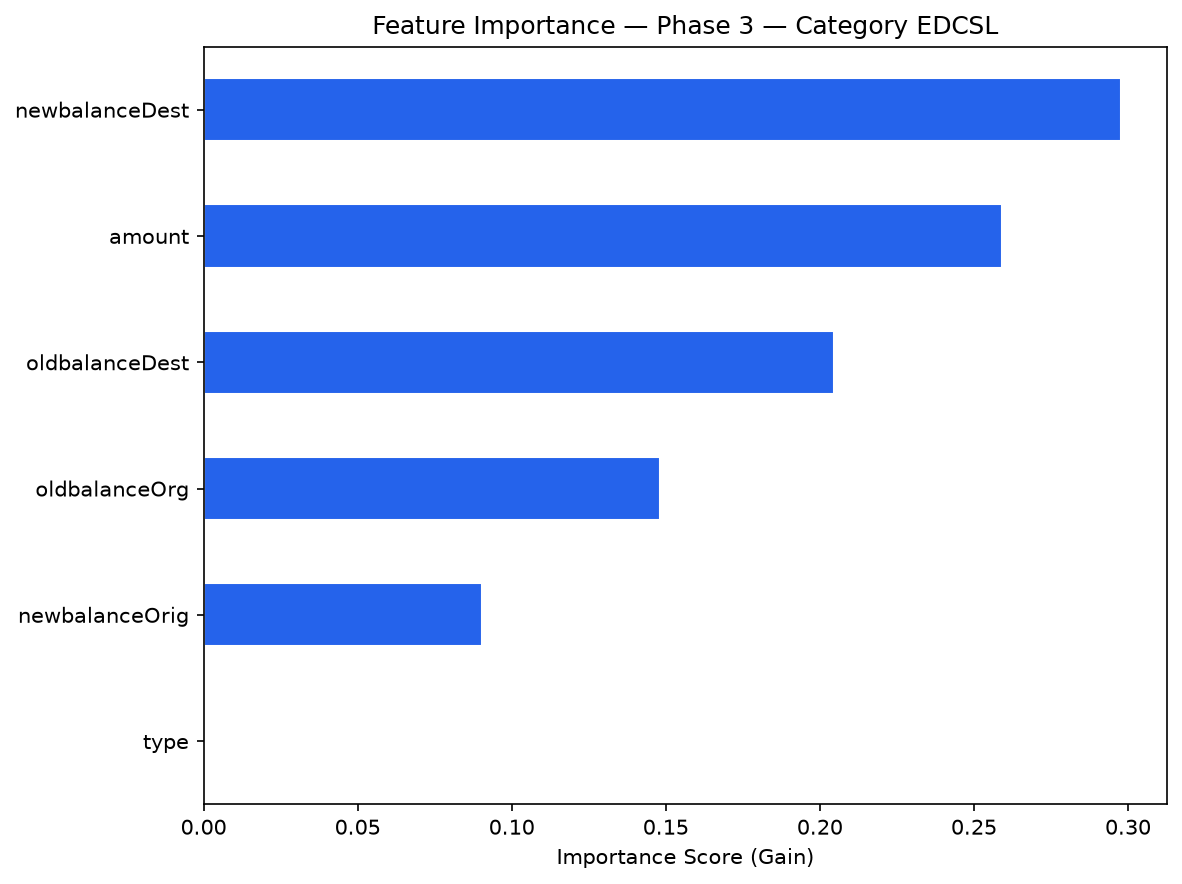 Feature Importance — Phase 3 — Category EDCSL
newbalanceDest
amount
oldbalanceDest
oldbalanceOrg
newbalanceOrig
type
0.00 0.05 0.10 0.15 0.20 0.25 0.30
Importance Score (Gain)